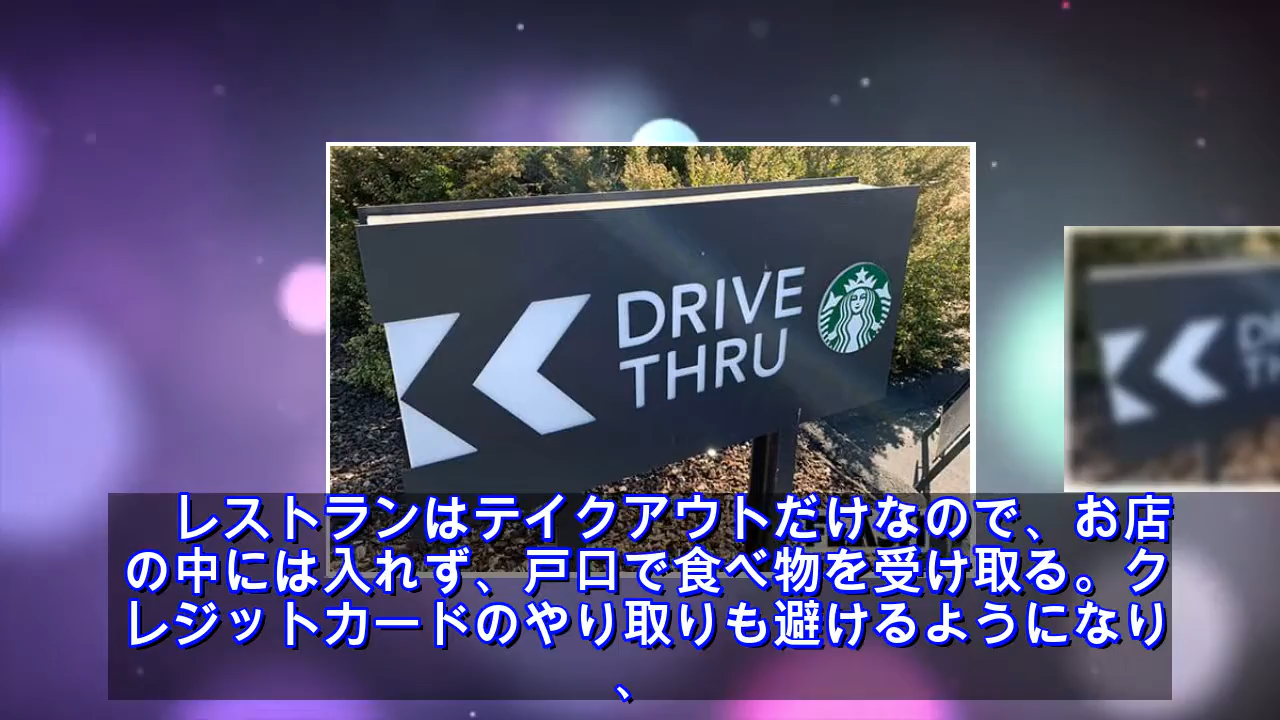 DRIVE
THRU
レストランはテイクアウトだけなので、お店
の中には入れず、戸口で食べ物を受け取る。ク
レジットカードのやり取りも避けるようになり
、